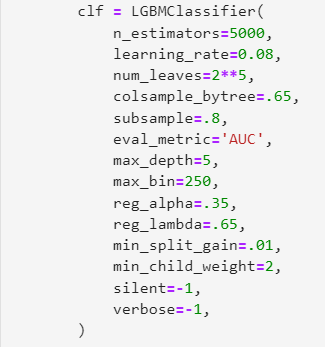 clf = LGBMClassifier(
n_estimators=5000,
learning_rate=0.08,
num_leaves=2**5,
colsample_bytree=.65,
subsample=.8,
eval_metric='AUC',
max_depth=5,
max_bin=250,
reg_alpha=.35,
reg_lambda=.65,
min_split_gain=.01,
min_child_weight=2,
silent=-1,
verbose=-1,
)